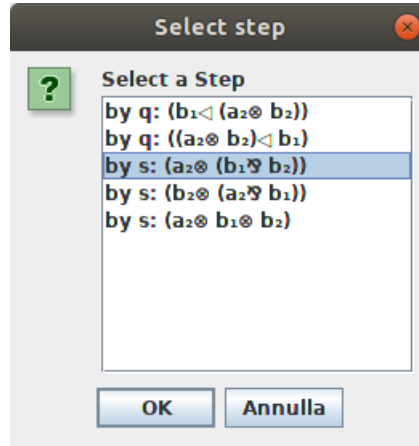 Select step
?
Select a Step
by q: (b₁◁ (a₂⊗ b₂))
by q: ((a₂⊗ b₂)◁ b₁)
by s: (a₂⊗ (b₁⅋ b₂))
by s: (b₂⊗ (a₂⅋ b₁))
by s: (a₂⊗ b₁⊗ b₂)
OK Annulla